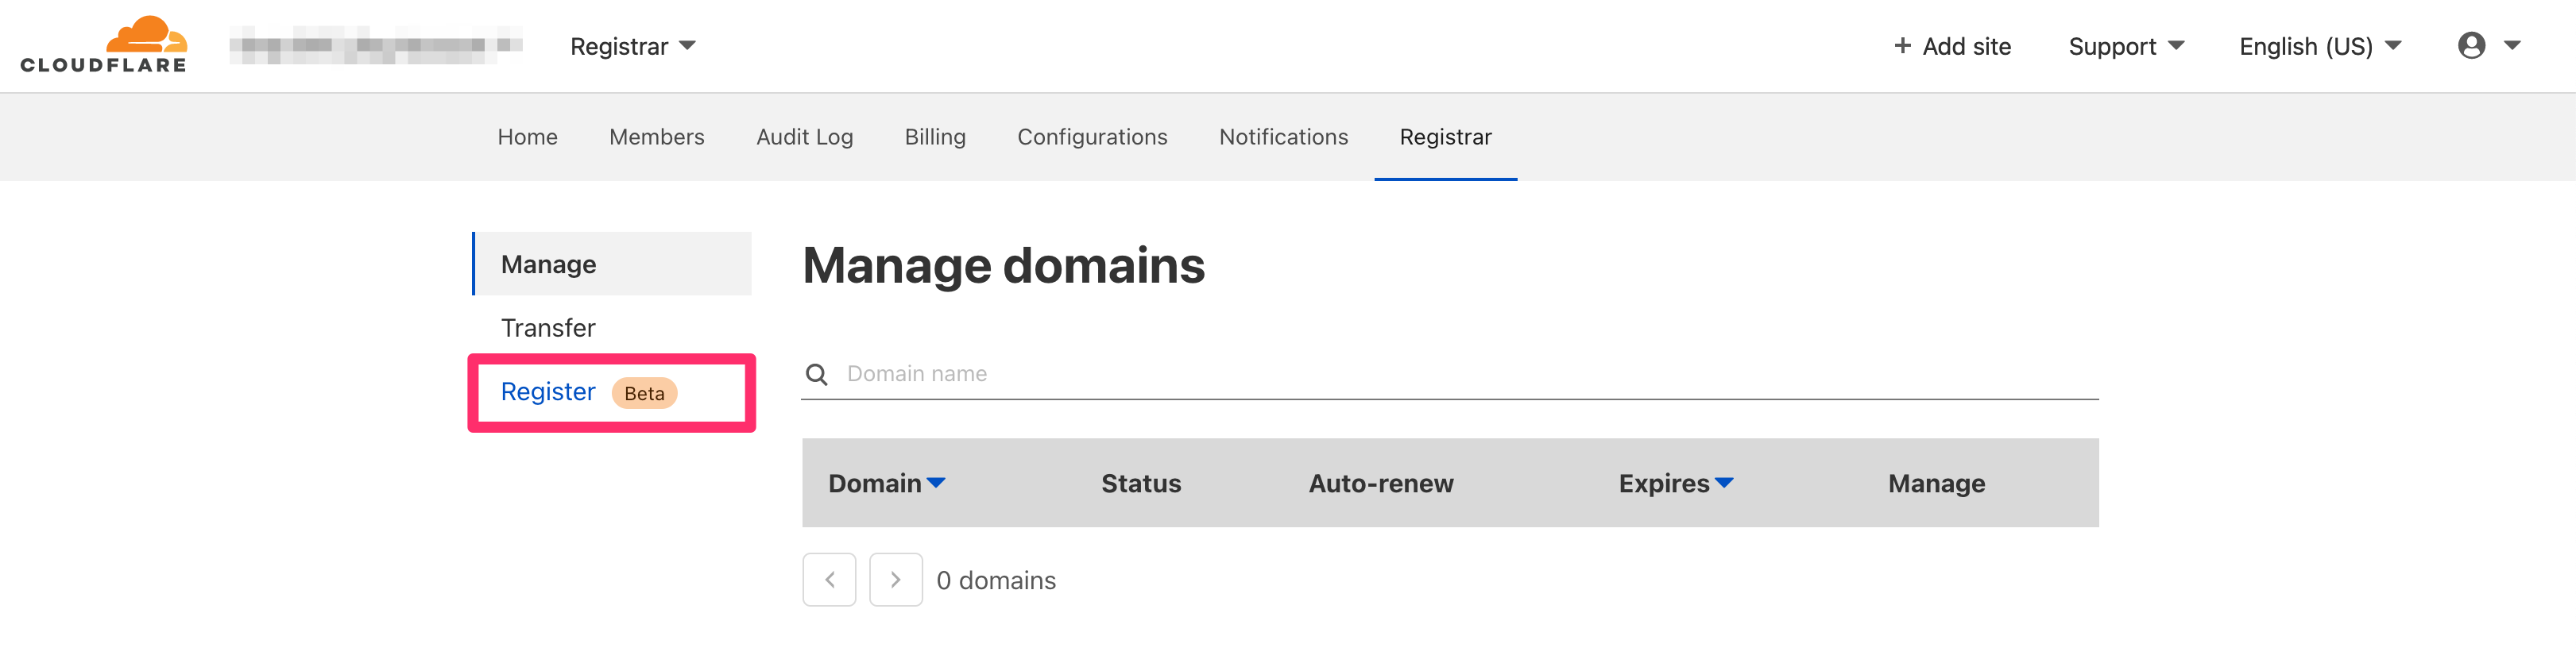 CLOUDFLARE
Registrar
+ Add site
Support
English (US)
Home
Members
Audit Log
Billing
Configurations
Notifications
Registrar
Manage
Transfer
Register Beta
Manage domains
Domain name
Domain
Status
Auto-renew
Expires
Manage
0 domains